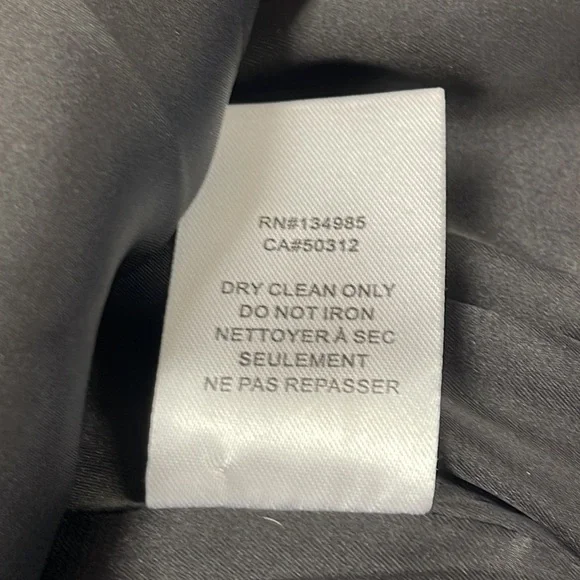 RN#134985
CA#50312
DRY CLEAN ONLY
DO NOT IRON
NETTOYER À SEC
SEULEMENT
NE PAS REPASSER